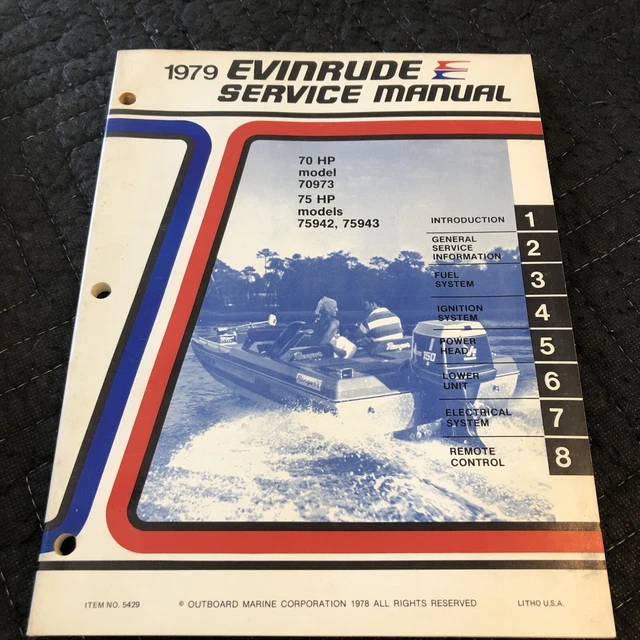 1979 EVINRUDE
SERVICE MANUAL
70 HP
model
70973
75 HP
models
75942, 75943
INTRODUCTION 1
GENERAL
SERVICE
INFORMATION 2
FUEL
SYSTEM 3
IGNITION
SYSTEM 4
POWER
HEAD 5
LOWER
UNIT 6
ELECTRICAL
SYSTEM 7
REMOTE
CONTROL 8
150
ITEM NO. 5429
© OUTBOARD MARINE CORPORATION 1978 ALL RIGHTS RESERVED
LITHO U.S.A.